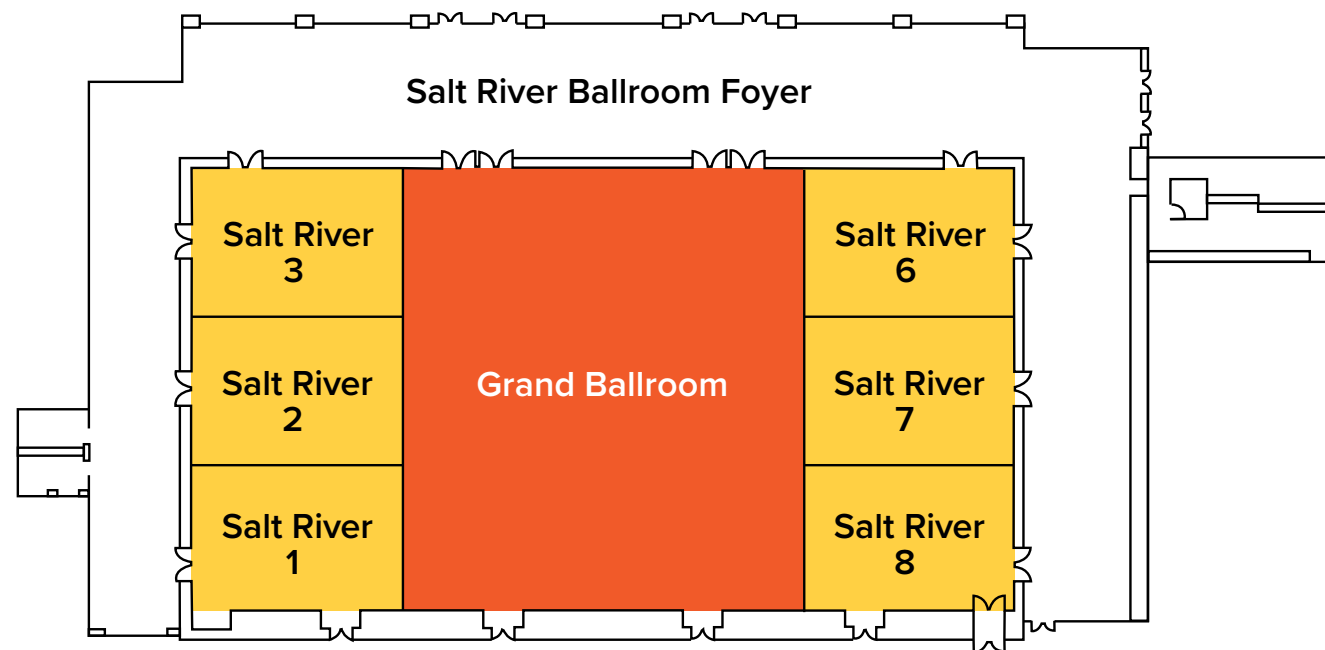 Salt River Ballroom Foyer
Salt River
3
Salt River
6
Salt River
2
Grand Ballroom
Salt River
7
Salt River
1
Salt River
8